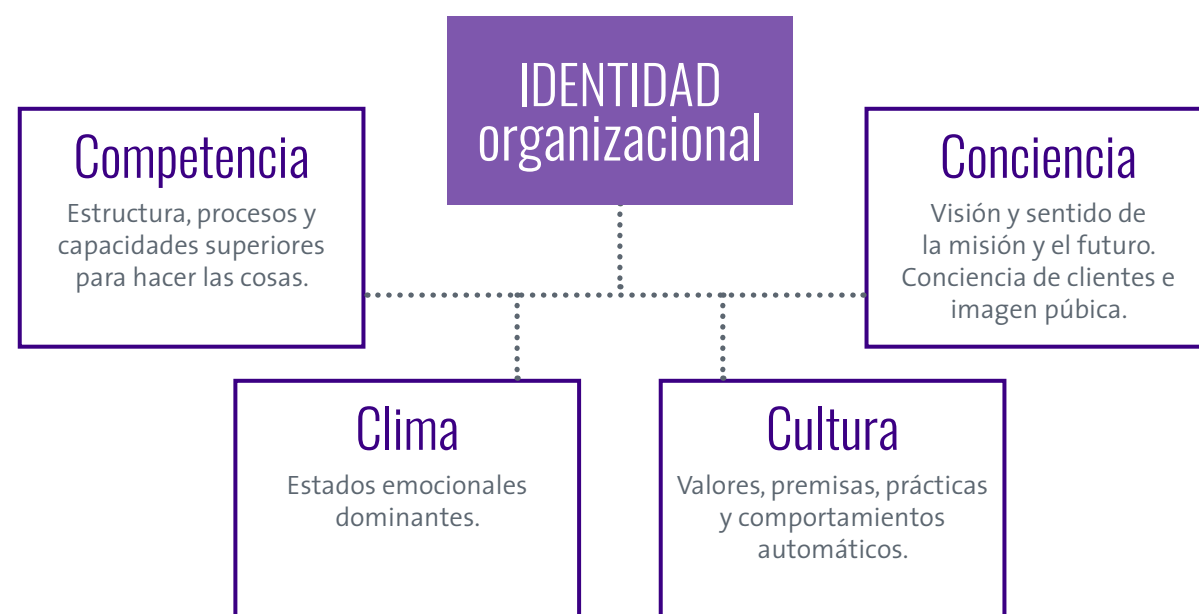 IDENTIDAD
organizacional
Competencia
Estructura, procesos y
capacidades superiores
para hacer las cosas.
Conciencia
Visión y sentido de
la misión y el futuro.
Conciencia de clientes e
imagen púbica.
Clima
Estados emocionales
dominantes.
Cultura
Valores, premisas, prácticas
y comportamientos
automáticos.